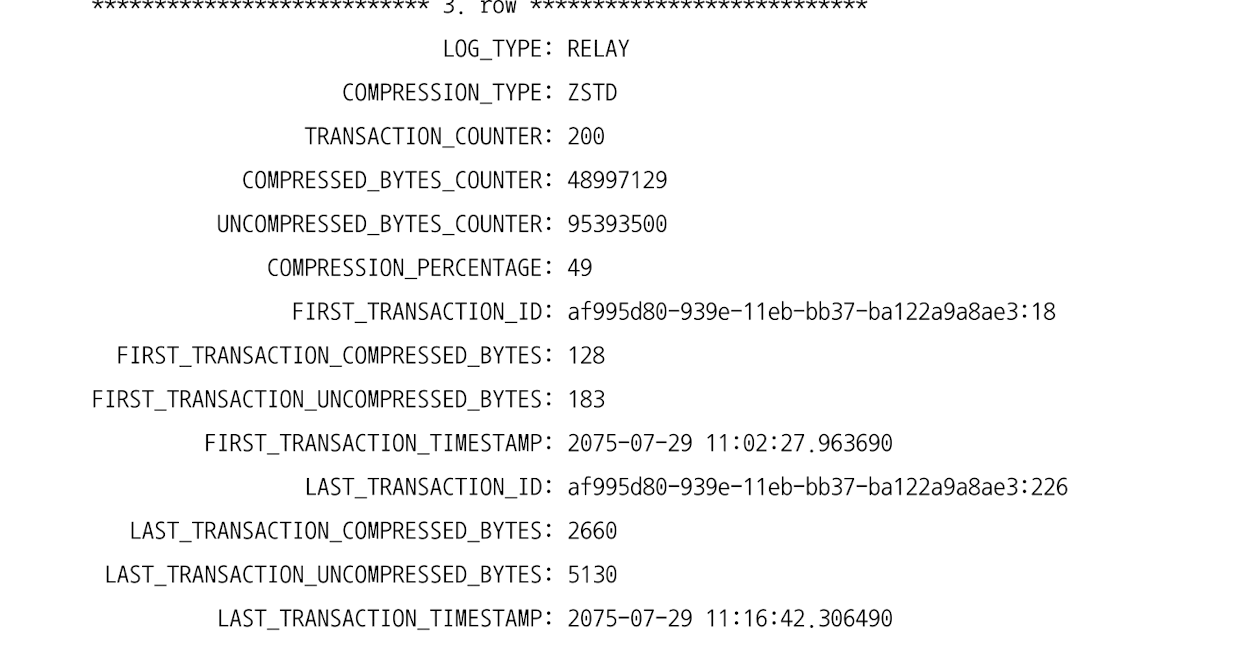 *************************** 3. row ***************************
LOG_TYPE: RELAY
COMPRESSION_TYPE: ZSTD
TRANSACTION_COUNTER: 200
COMPRESSED_BYTES_COUNTER: 48997129
UNCOMPRESSED_BYTES_COUNTER: 95393500
COMPRESSION_PERCENTAGE: 49
FIRST_TRANSACTION_ID: af995d80-939e-11eb-bb37-ba122a9a8ae3:18
FIRST_TRANSACTION_COMPRESSED_BYTES: 128
FIRST_TRANSACTION_UNCOMPRESSED_BYTES: 183
FIRST_TRANSACTION_TIMESTAMP: 2075-07-29 11:02:27.963690
LAST_TRANSACTION_ID: af995d80-939e-11eb-bb37-ba122a9a8ae3:226
LAST_TRANSACTION_COMPRESSED_BYTES: 2660
LAST_TRANSACTION_UNCOMPRESSED_BYTES: 5130
LAST_TRANSACTION_TIMESTAMP: 2075-07-29 11:16:42.306490